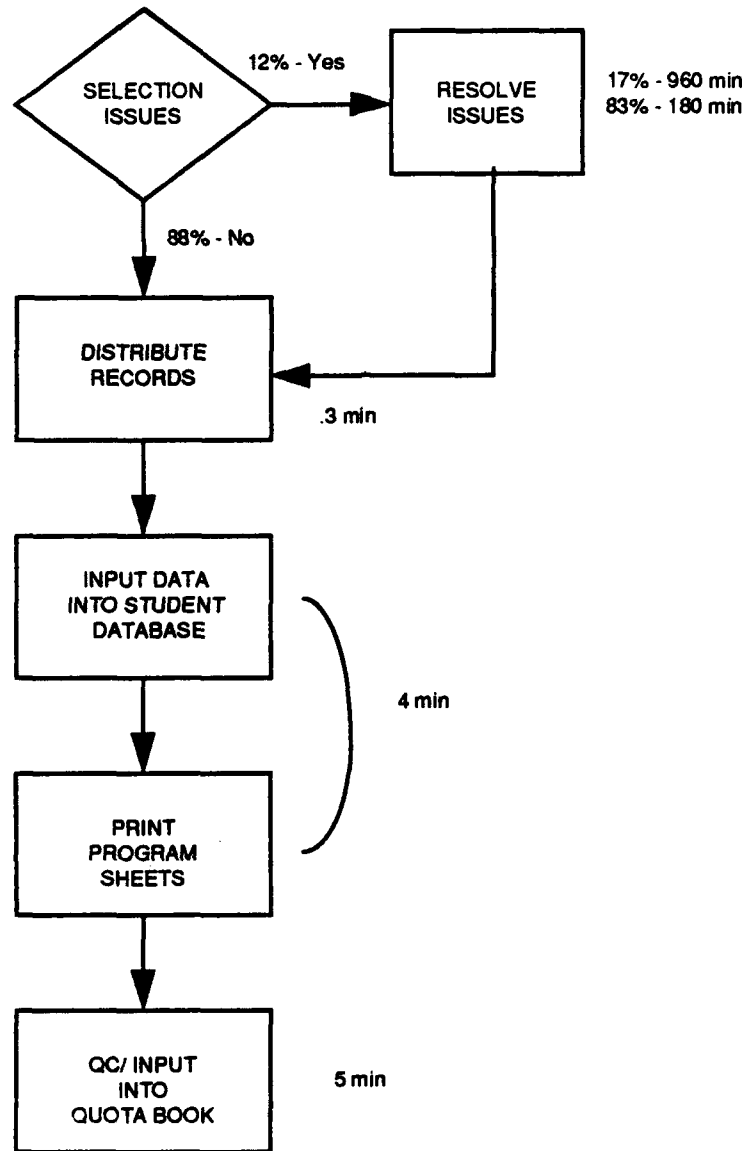 12% - Yes
SELECTION
ISSUES
RESOLVE
ISSUES
17% - 960 min
83% - 180 min
88% - No
DISTRIBUTE
RECORDS
.3 min
INPUT DATA
INTO STUDENT
DATABASE
4 min
PRINT
PROGRAM
SHEETS
QC/ INPUT
INTO
QUOTA BOOK
5 min